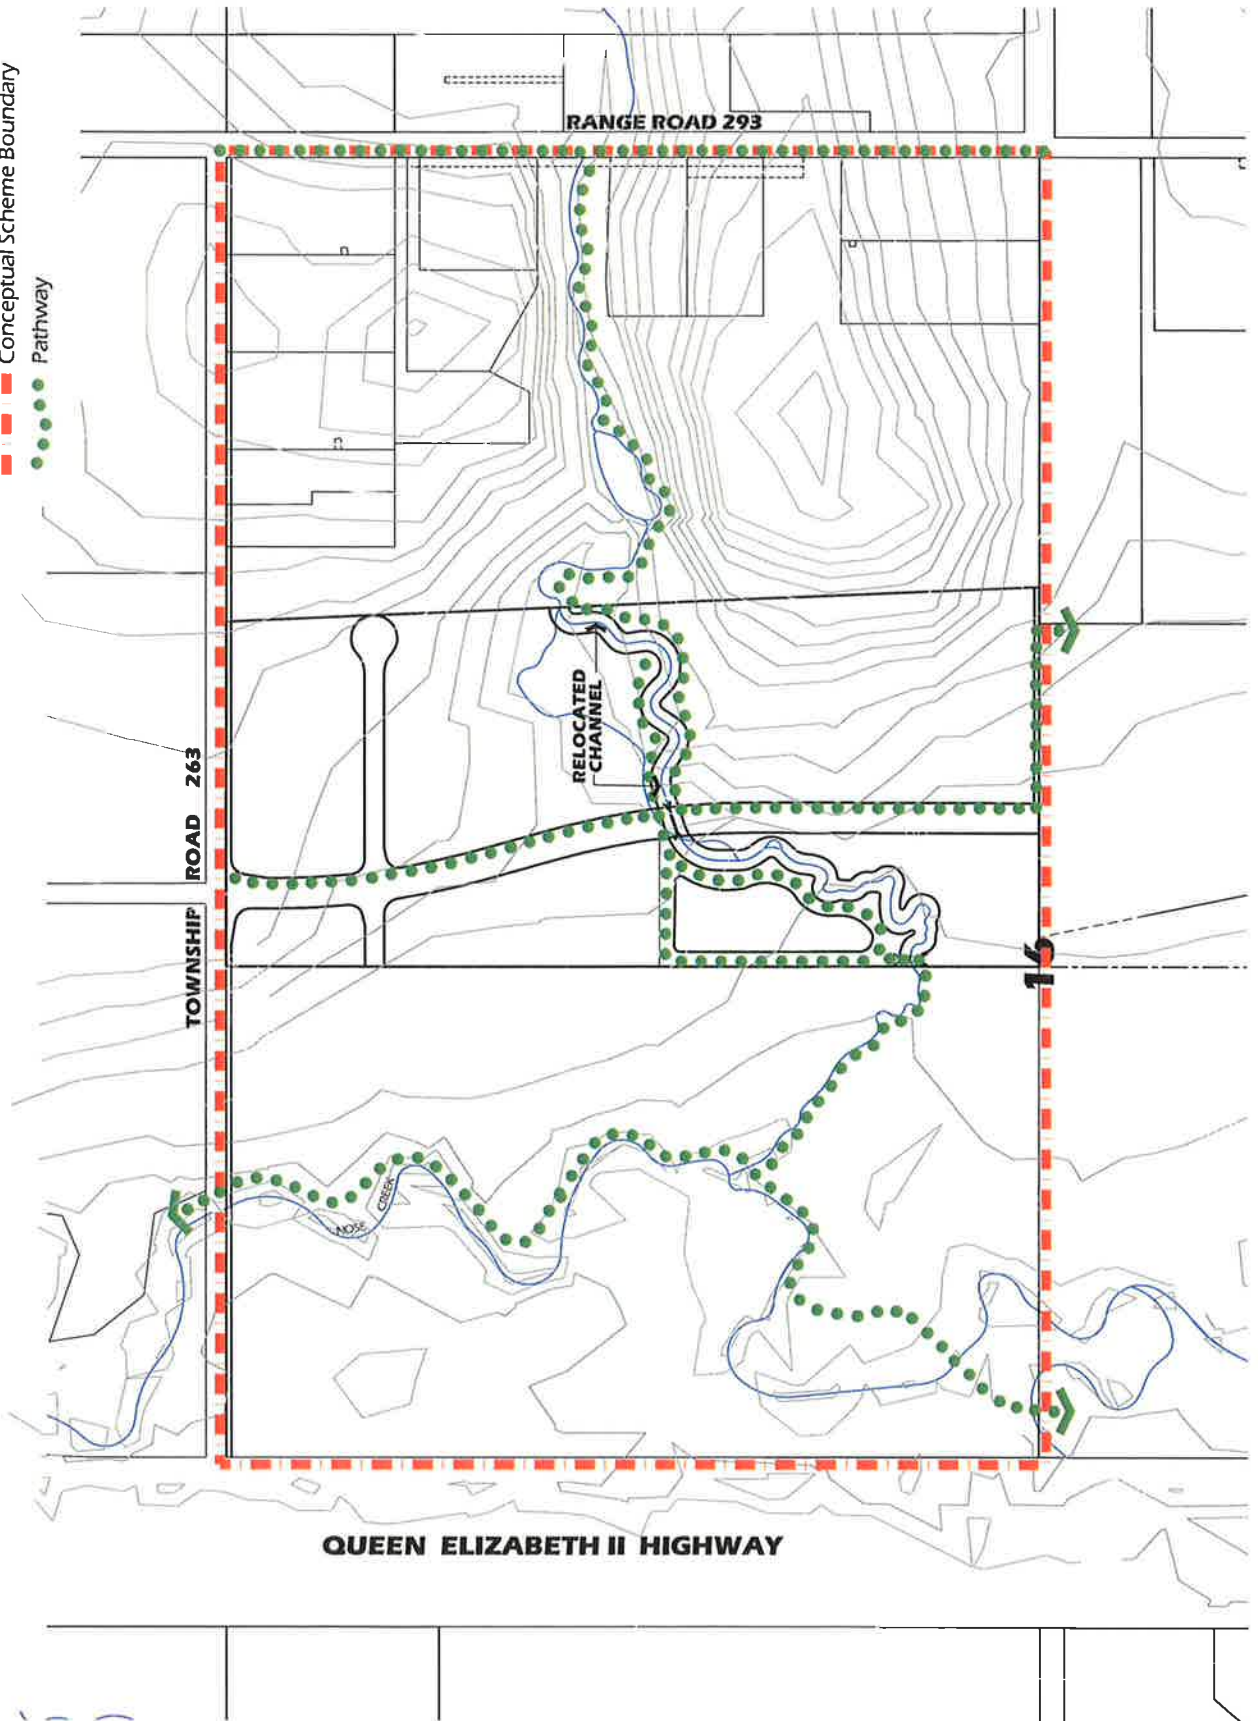 Conceptual Scheme Boundary
Pathway
RANGE ROAD 293
TOWNSHIP ROAD 263
RELOCATED
CHANNEL
16
NOSE CREEK
QUEEN ELIZABETH II HIGHWAY